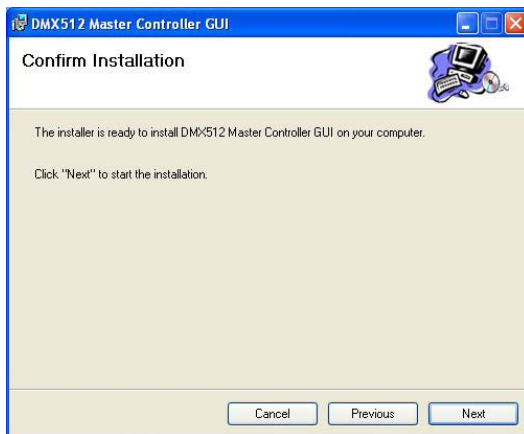 DMX512 Master Controller GUI
Confirm Installation
The installer is ready to install DMX512 Master Controller GUI on your computer.
Click "Next" to start the installation.
Cancel Previous Next